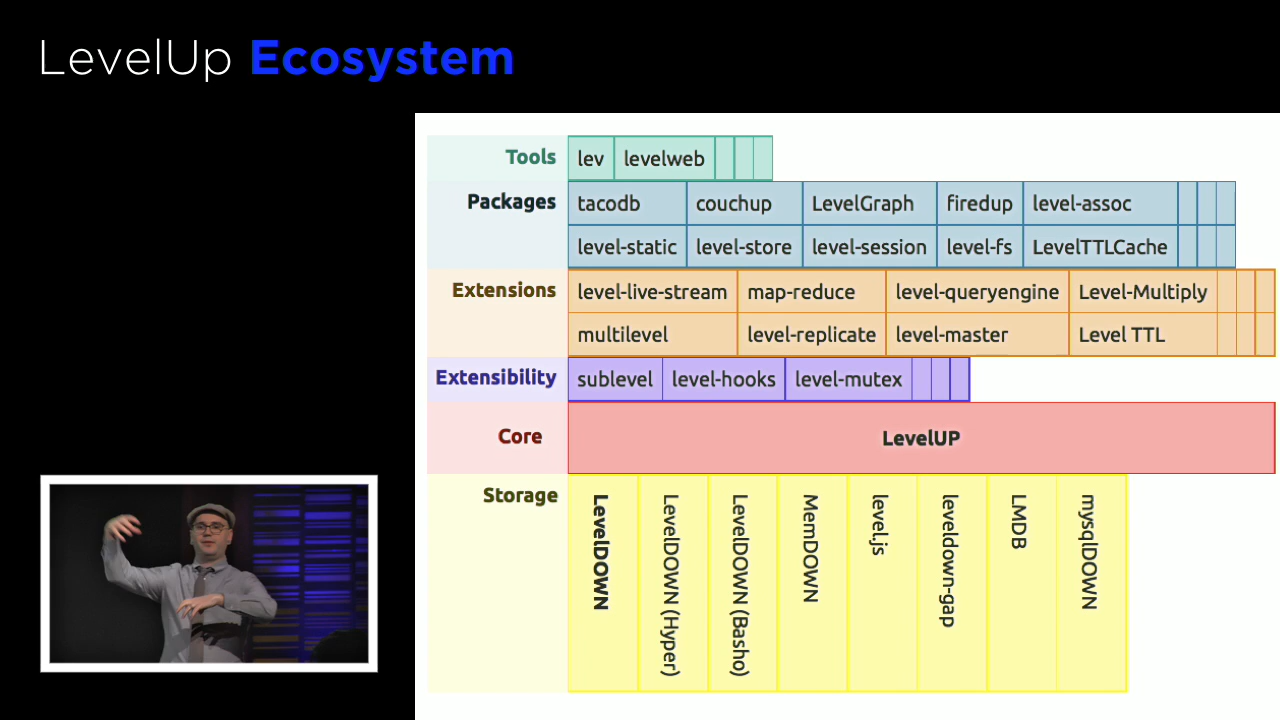 LevelUp Ecosystem
Tools lev levelweb
Packages tacodb couchup LevelGraph firedup level-assoc
level-static level-store level-session level-fs LevelTTLCache
Extensions level-live-stream map-reduce level-queryengine Level-Multiply
multilevel level-replicate level-master Level TTL
Extensibility sublevel level-hooks level-mutex
Core LevelUP
Storage
LevelDOWN
LevelDOWN (Hyper)
LevelDOWN (Basho)
MemDOWN
level.js
leveldown-gap
LMDB
mysqlDOWN